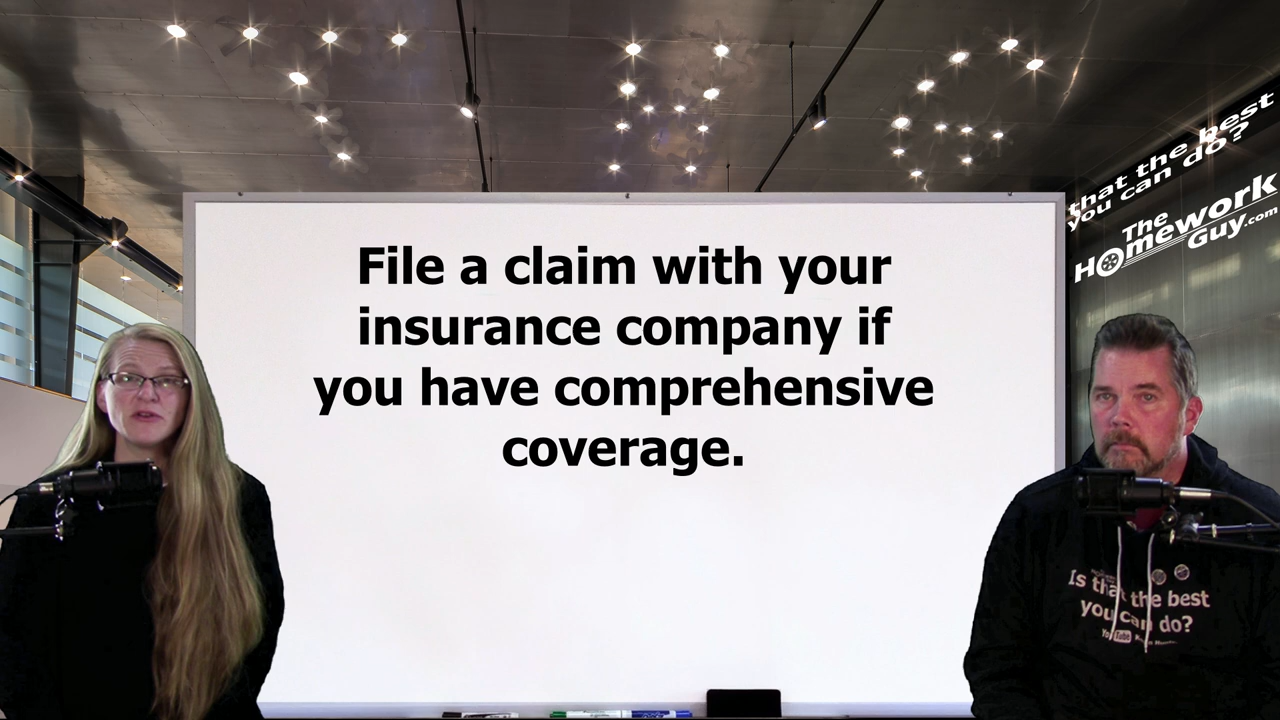 File a claim with your
insurance company if
you have comprehensive
coverage.
that the best
you can do?
The
Homework
Guy.com
Is that the best
you can do?
YouTube